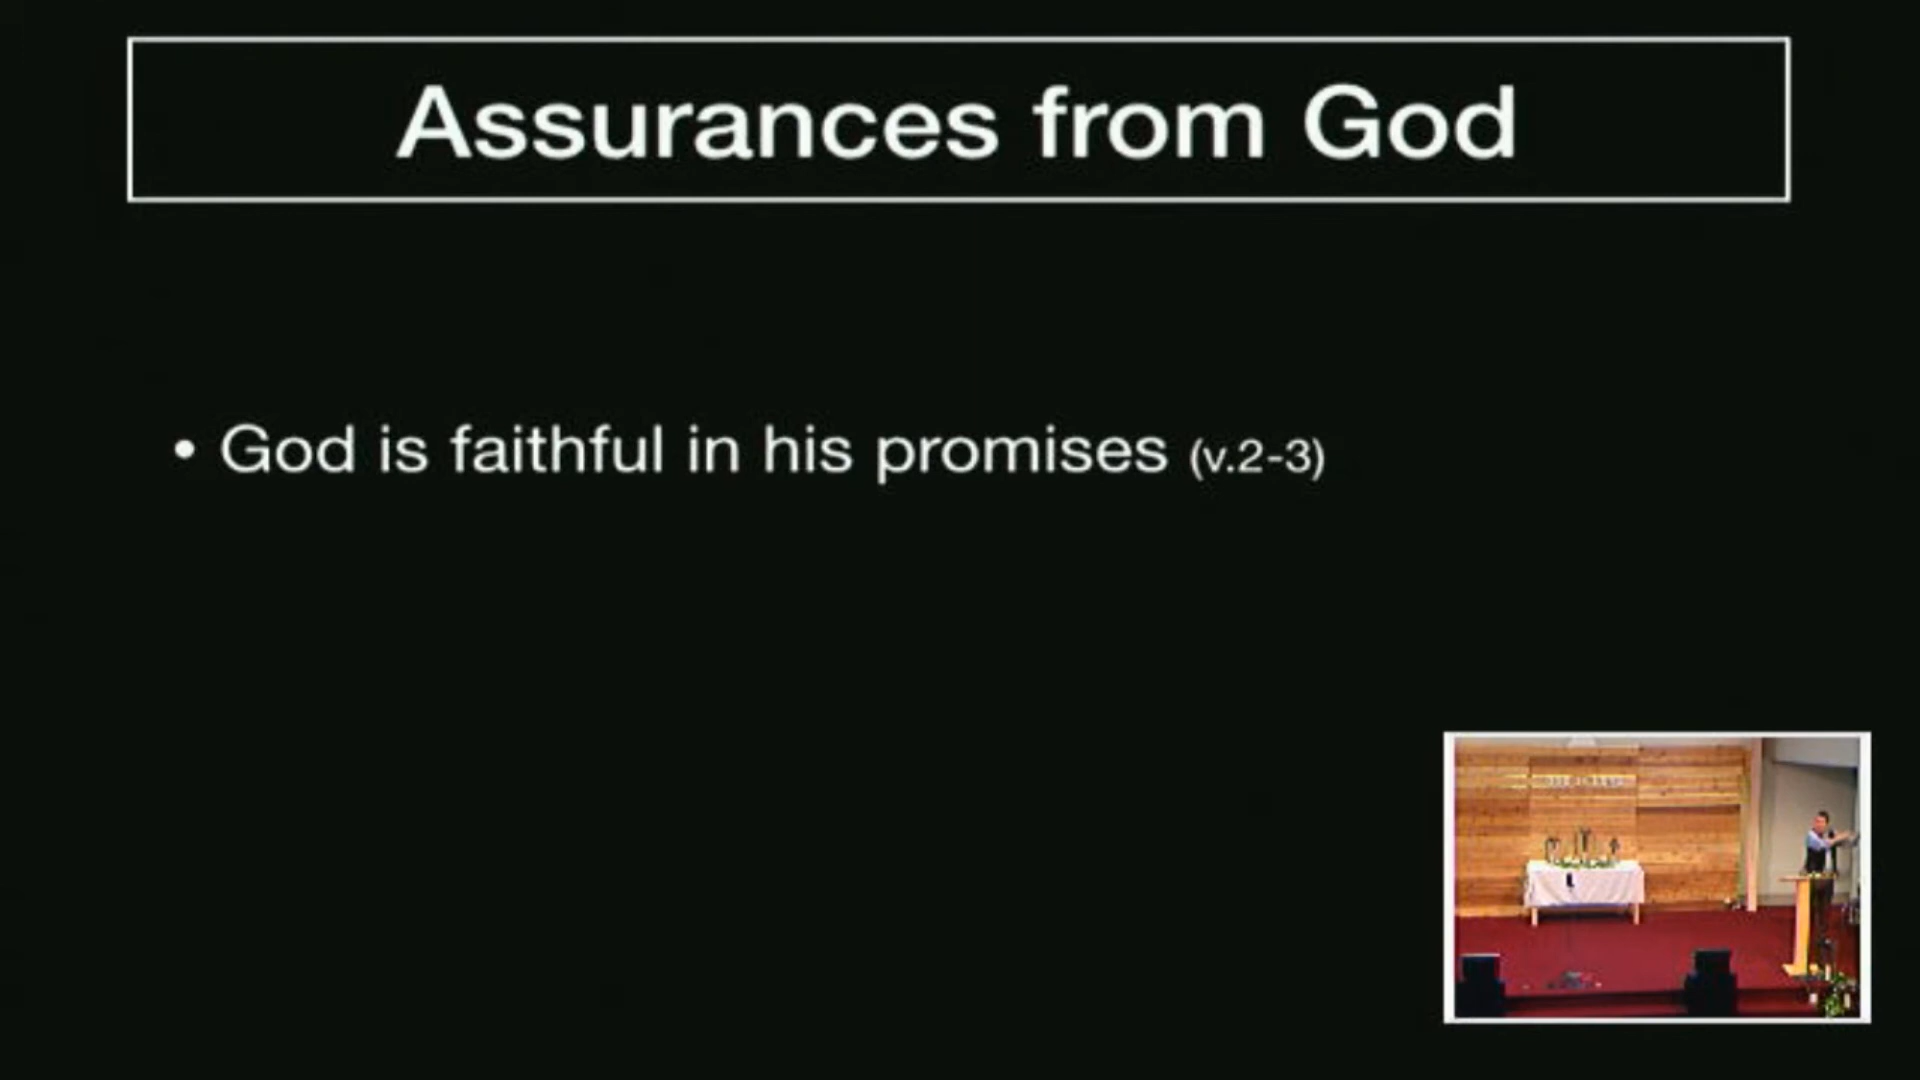 Assurances from God
• God is faithful in his promises (v.2-3)